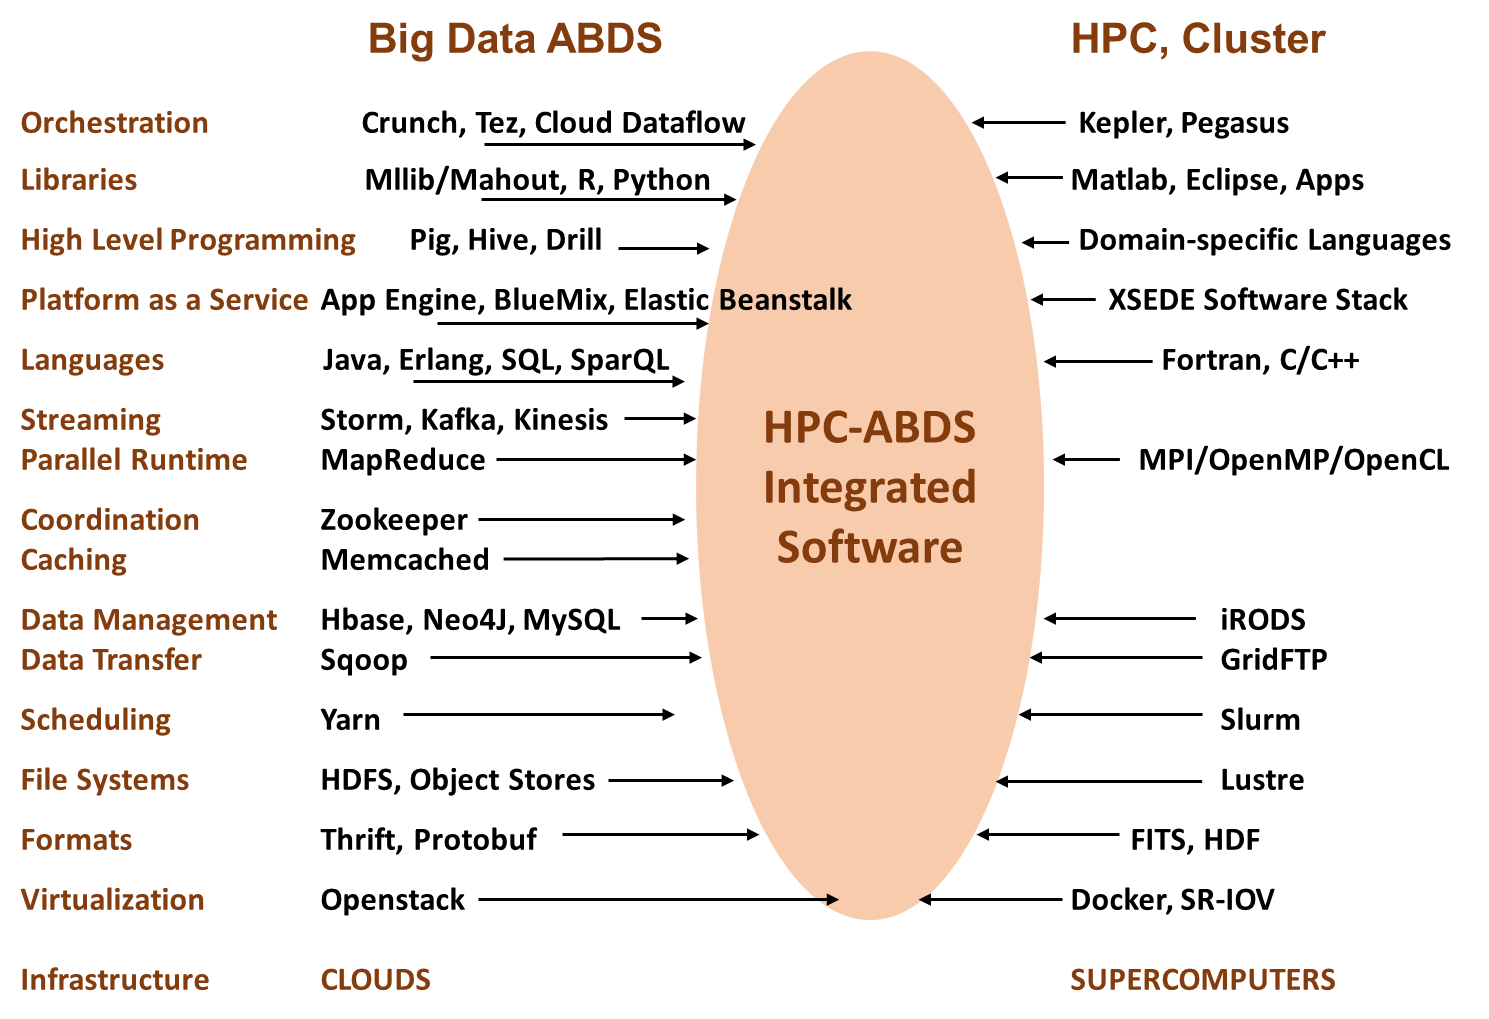 Big Data ABDS HPC, Cluster
Orchestration Crunch, Tez, Cloud Dataflow Kepler, Pegasus
Libraries Mllib/Mahout, R, Python Matlab, Eclipse, Apps
High Level Programming Pig, Hive, Drill Domain-specific Languages
Platform as a Service App Engine, BlueMix, Elastic Beanstalk XSEDE Software Stack
Languages Java, Erlang, SQL, SparQL Fortran, C/C++
Streaming Storm, Kafka, Kinesis
Parallel Runtime MapReduce MPI/OpenMP/OpenCL
Coordination Zookeeper
Caching Memcached
Data Management Hbase, Neo4J, MySQL iRODS
Data Transfer Sqoop GridFTP
Scheduling Yarn Slurm
File Systems HDFS, Object Stores Lustre
Formats Thrift, Protobuf FITS, HDF
Virtualization Openstack Docker, SR-IOV
Infrastructure CLOUDS SUPERCOMPUTERS
HPC-ABDS
Integrated
Software